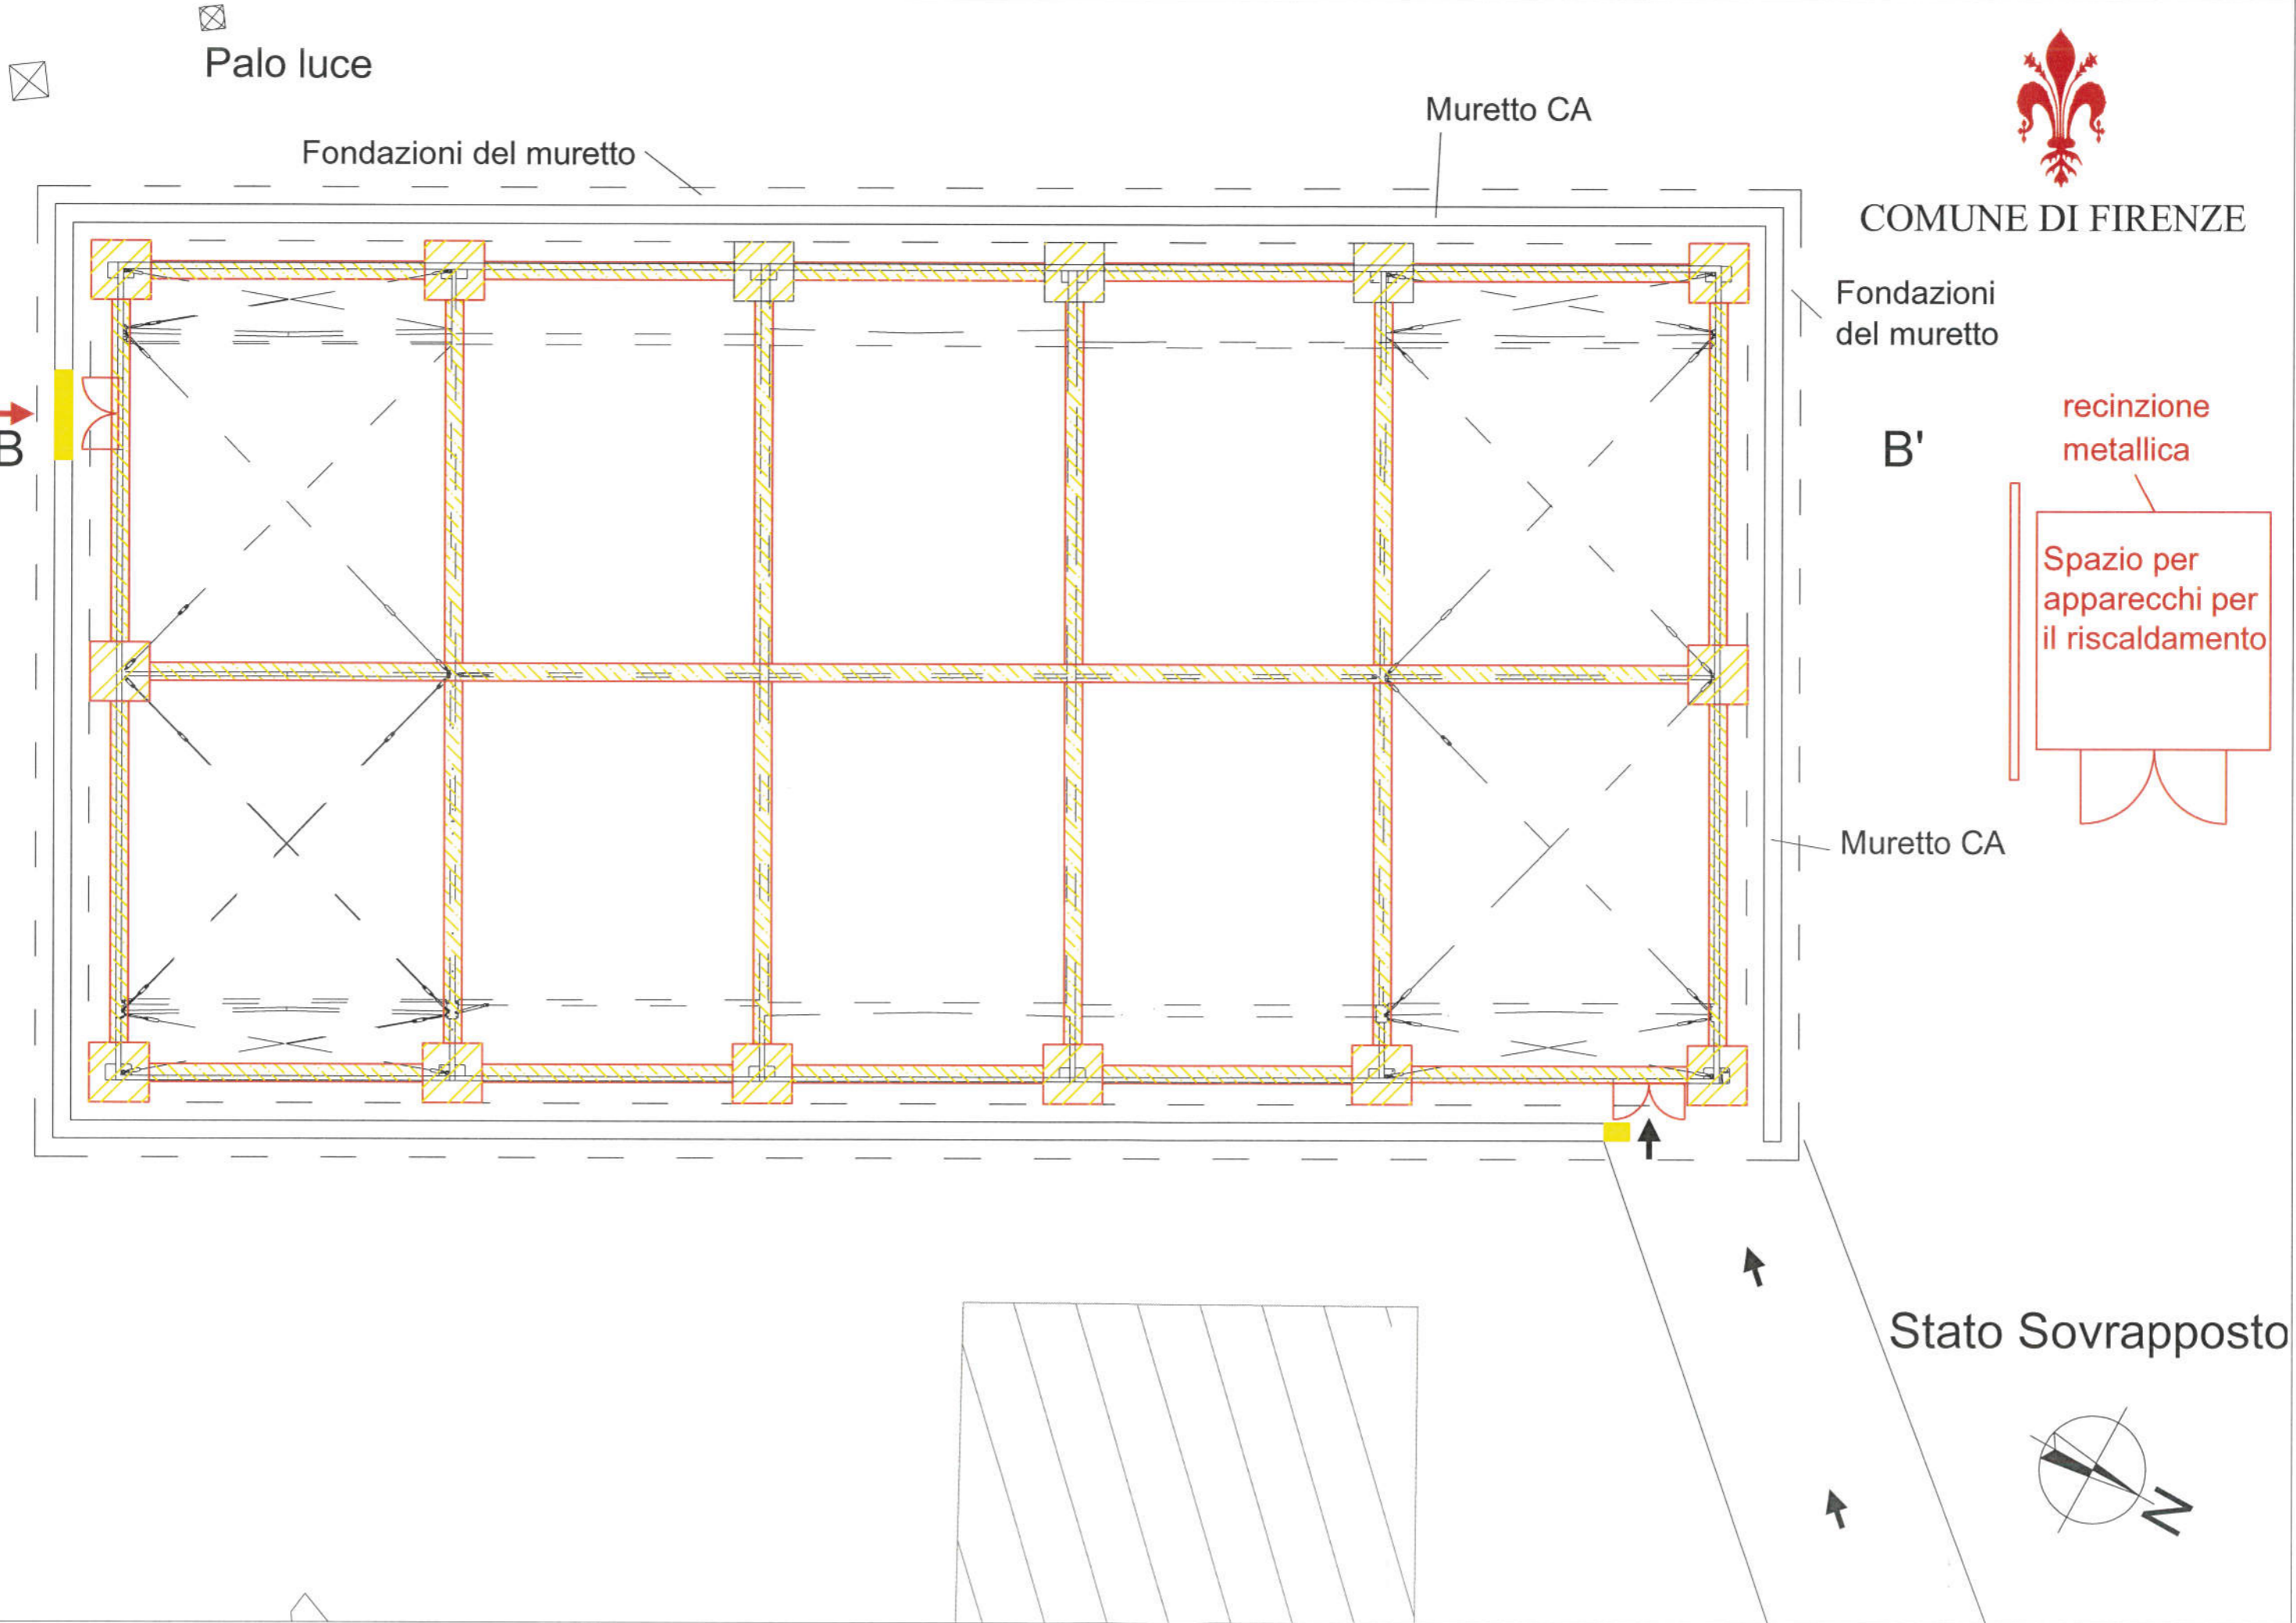 Palo luce
Muretto CA
Fondazioni del muretto
COMUNE DI FIRENZE
Fondazioni
del muretto
recinzione
metallica
B
B'
Spazio per
apparecchi per
il riscaldamento
Muretto CA
Stato Sovrapposto
N